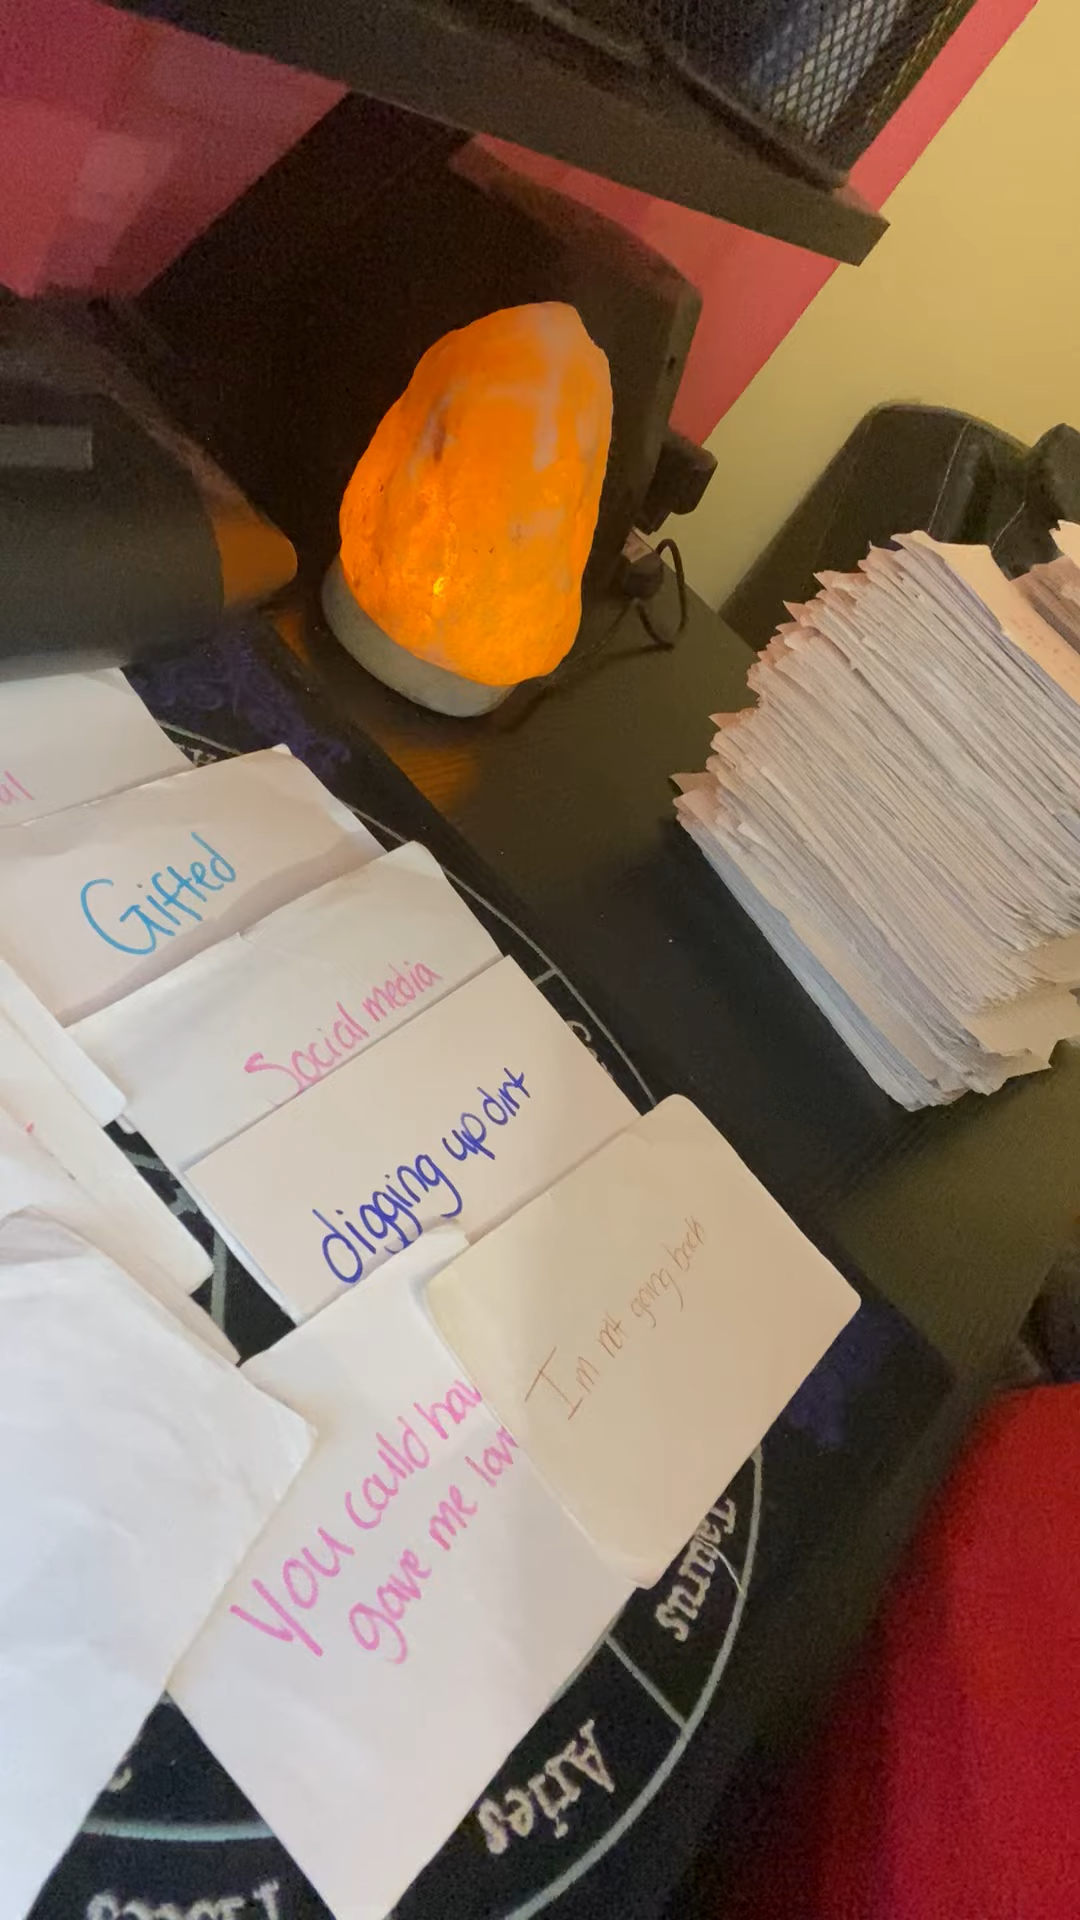 Gifted
Social media
digging up dirt
I'm not going back
You could hav
gave me lov
Taurus
Aries